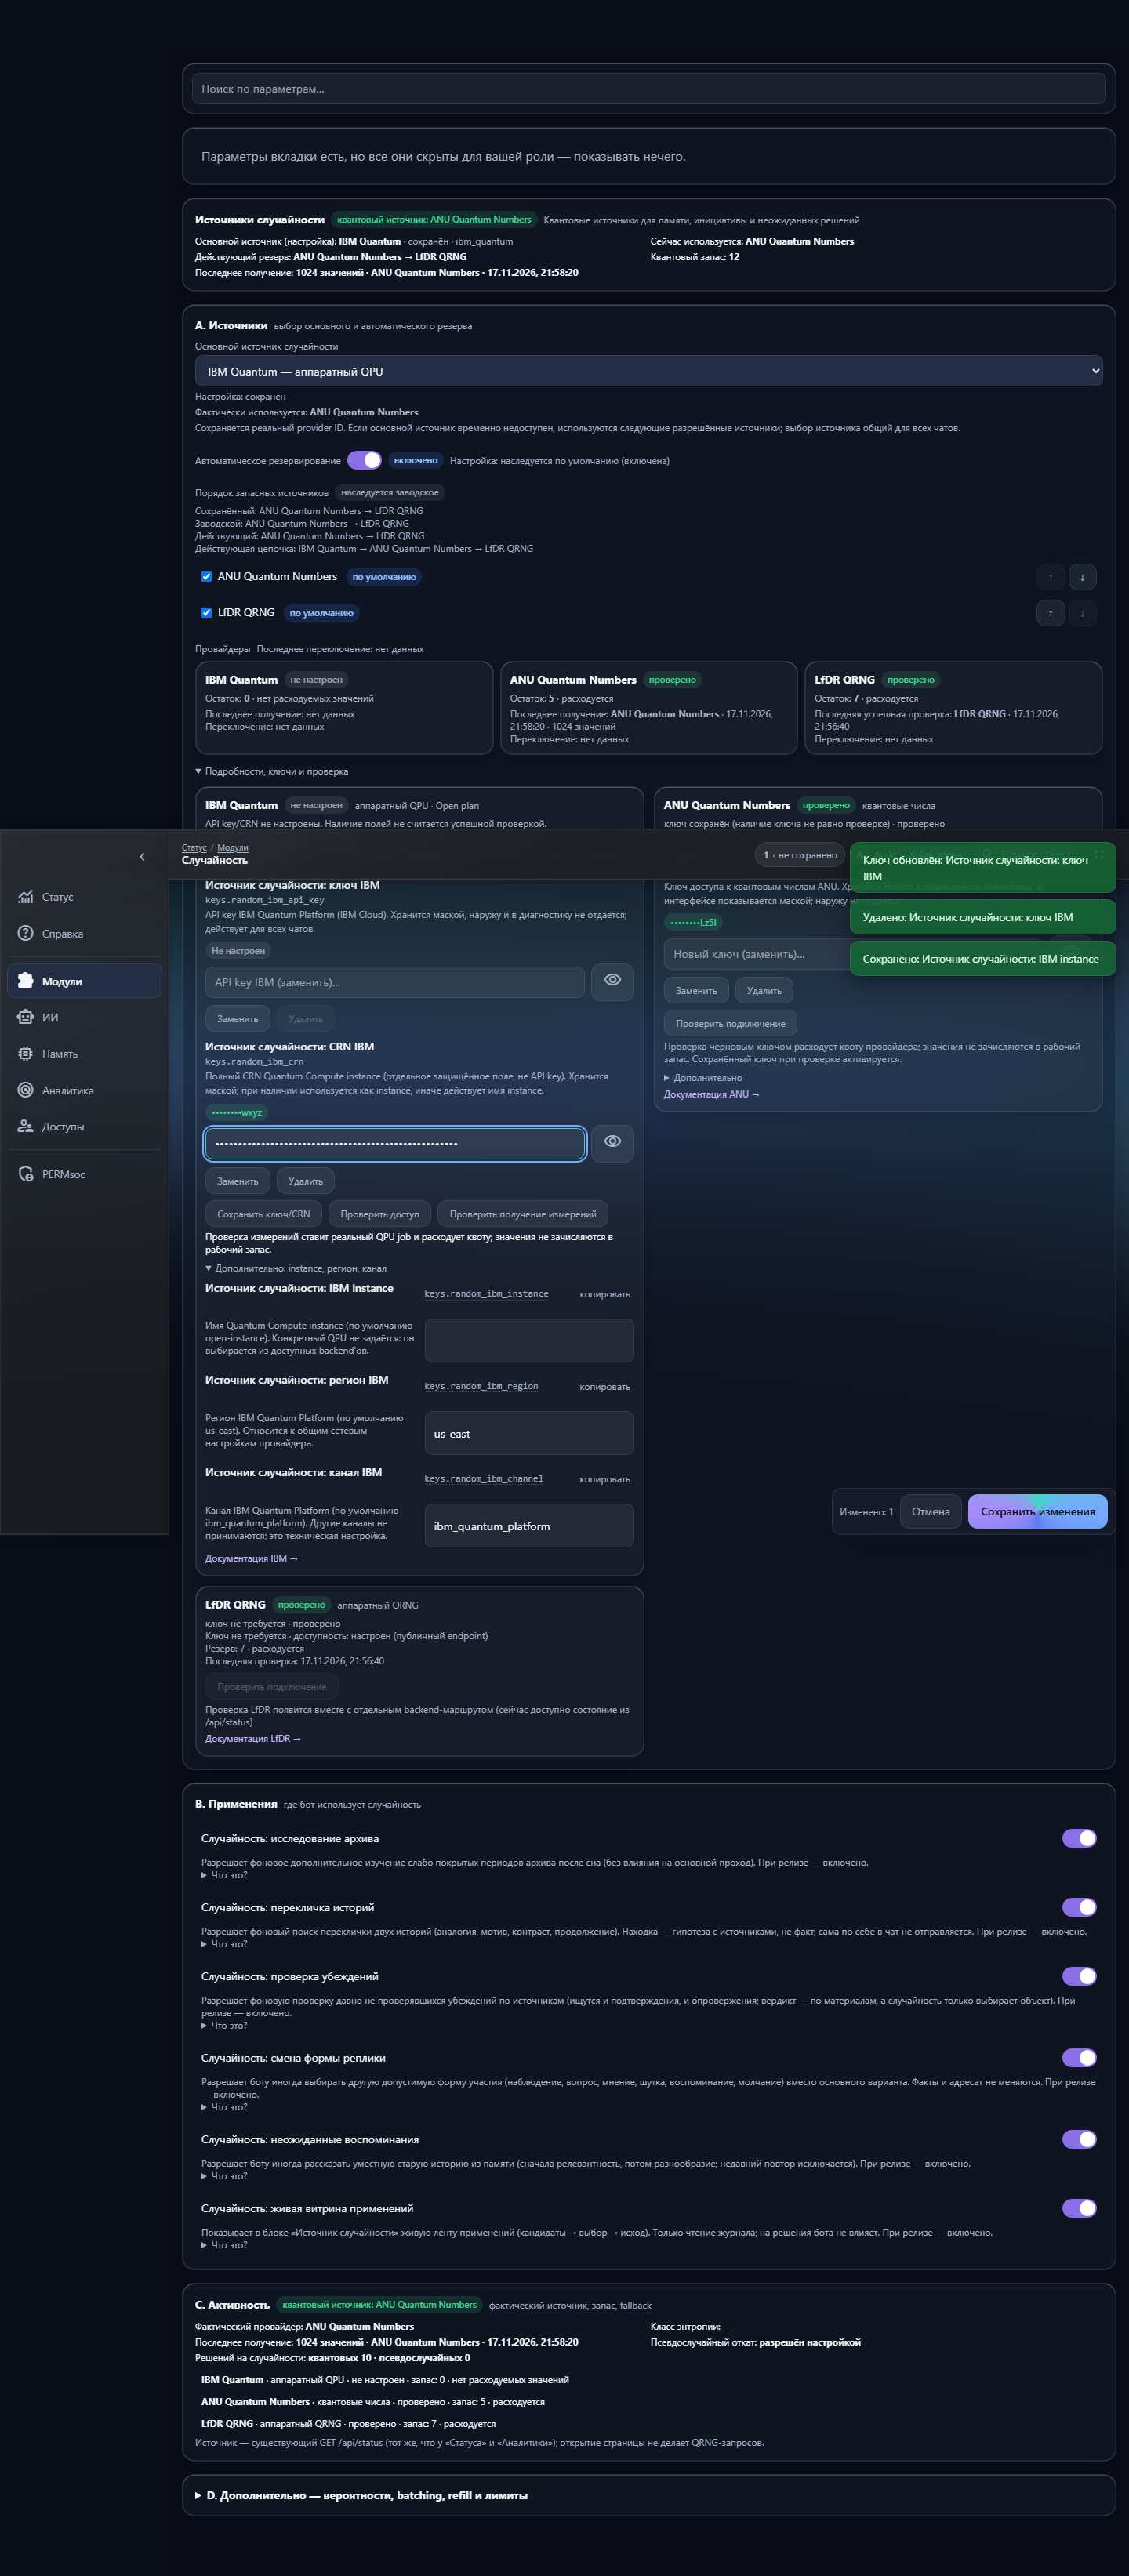 Поиск по параметрам...
Параметры вкладки есть, но все они скрыты для вашей роли — показывать нечего.
Источники случайности квантовый источник: ANU Quantum Numbers Квантовые источники для памяти, инициативы и неожиданных решений
Основной источник (настройка): IBM Quantum · сохранён · ibm_quantum
Сейчас используется: ANU Quantum Numbers
Действующий резерв: ANU Quantum Numbers → LfDR QRNG
Квантовый запас: 12
Последнее получение: 1024 значений · ANU Quantum Numbers · 17.11.2026, 21:58:20
A. Источники выбор основного и автоматического резерва
Основной источник случайности
IBM Quantum — аппаратный QPU
Настройка: сохранён
Фактически используется: ANU Quantum Numbers
Сохраняется реальный provider ID. Если основной источник временно недоступен, используются следующие разрешённые источники; выбор источника общий для всех чатов.
Автоматическое резервирование включено Настройка: наследуется по умолчанию (включена)
Порядок запасных источников наследуется заводское
Сохранённый: ANU Quantum Numbers → LfDR QRNG
Заводской: ANU Quantum Numbers → LfDR QRNG
Действующий: ANU Quantum Numbers → LfDR QRNG
Действующая цепочка: IBM Quantum → ANU Quantum Numbers → LfDR QRNG
ANU Quantum Numbers по умолчанию ↑ ↓
LfDR QRNG по умолчанию ↑ ↓
Провайдеры Последнее переключение: нет данных
IBM Quantum не настроен
Остаток: 0 · нет расходуемых значений
Последнее получение: нет данных
Переключение: нет данных
ANU Quantum Numbers проверено
Остаток: 5 · расходуется
Последнее получение: ANU Quantum Numbers · 17.11.2026,
21:58:20 · 1024 значений
Переключение: нет данных
LfDR QRNG проверено
Остаток: 7 · расходуется
Последняя успешная проверка: LfDR QRNG · 17.11.2026,
21:56:40
Переключение: нет данных
▼ Подробности, ключи и проверка
IBM Quantum не настроен аппаратный QPU · Open plan
API key/CRN не настроены. Наличие полей не считается успешной проверкой.
ANU Quantum Numbers проверено квантовые числа
ключ сохранён (наличие ключа не равно проверке) · проверено
Статус / Модули
Случайность
1 · не сохранено
Ключ обновлён: Источник случайности: ключ
IBM
Удалено: Источник случайности: ключ IBM
Сохранено: Источник случайности: IBM instance
Статус
Справка
Модули
ИИ
Память
Аналитика
Доступы
PERMsoc
Источник случайности: ключ IBM
keys.random_ibm_api_key
API key IBM Quantum Platform (IBM Cloud). Хранится маской, наружу и в диагностику не отдаётся;
действует для всех чатов.
Не настроен
API key IBM (заменить)...
Заменить Удалить
Источник случайности: CRN IBM
keys.random_ibm_crn
Полный CRN Quantum Compute instance (отдельное защищённое поле, не API key). Хранится
маской; при наличии используется как instance, иначе действует имя instance.
••••••••wxyz
Заменить Удалить
Сохранить ключ/CRN Проверить доступ Проверить получение измерений
Проверка измерений ставит реальный QPU job и расходует квоту; значения не зачисляются в
рабочий запас.
▼ Дополнительно: instance, регион, канал
Источник случайности: IBM instance keys.random_ibm_instance копировать
Имя Quantum Compute instance (по умолчанию
open-instance). Конкретный QPU не задаётся: он
выбирается из доступных backend'ов.
Источник случайности: регион IBM keys.random_ibm_region копировать
Регион IBM Quantum Platform (по умолчанию
us-east). Относится к общим сетевым
настройкам провайдера.
us-east
Источник случайности: канал IBM keys.random_ibm_channel копировать
Канал IBM Quantum Platform (по умолчанию
ibm_quantum_platform). Другие каналы не
принимаются; это техническая настройка.
ibm_quantum_platform
Документация IBM →
Ключ доступа к квантовым числам ANU.
интерфейсе показывается маской; наружу
••••••••Lz5I
Новый ключ (заменить)...
Заменить Удалить
Проверить подключение
Проверка черновым ключом расходует квоту провайдера; значения не зачисляются в рабочий
запас. Сохранённый ключ при проверке активируется.
► Дополнительно
Документация ANU →
Изменено: 1 Отмена Сохранить изменения
LfDR QRNG проверено аппаратный QRNG
ключ не требуется · проверено
Ключ не требуется · доступность: настроен (публичный endpoint)
Резерв: 7 · расходуется
Последняя проверка: 17.11.2026, 21:56:40
Проверить подключение
Проверка LfDR появится вместе с отдельным backend-маршрутом (сейчас доступно состояние из
/api/status)
Документация LfDR →
B. Применения где бот использует случайность
Случайность: исследование архива
Разрешает фоновое дополнительное изучение слабо покрытых периодов архива после сна (без влияния на основной проход). При релизе — включено.
► Что это?
Случайность: перекличка историй
Разрешает фоновый поиск переклички двух историй (аналогия, мотив, контраст, продолжение). Находка — гипотеза с источниками, не факт; сама по себе в чат не отправляется. При релизе — включено.
► Что это?
Случайность: проверка убеждений
Разрешает фоновую проверку давно не проверявшихся убеждений по источникам (ищутся и подтверждения, и опровержения; вердикт — по материалам, а случайность только выбирает объект). При
релизе — включено.
► Что это?
Случайность: смена формы реплики
Разрешает боту иногда выбирать другую допустимую форму участия (наблюдение, вопрос, мнение, шутка, воспоминание, молчание) вместо основного варианта. Факты и адресат не меняются. При релизе
— включено.
► Что это?
Случайность: неожиданные воспоминания
Разрешает боту иногда рассказать уместную старую историю из памяти (сначала релевантность, потом разнообразие; недавний повтор исключается). При релизе — включено.
► Что это?
Случайность: живая витрина применений
Показывает в блоке «Источник случайности» живую ленту применений (кандидаты → выбор → исход). Только чтение журнала; на решения бота не влияет. При релизе — включено.
► Что это?
C. Активность квантовый источник: ANU Quantum Numbers фактический источник, запас, fallback
Фактический провайдер: ANU Quantum Numbers
Класс энтропии: —
Последнее получение: 1024 значений · ANU Quantum Numbers · 17.11.2026, 21:58:20
Псевдослучайный откат: разрешён настройкой
Решений на случайности: квантовых 10 · псевдослучайных 0
IBM Quantum · аппаратный QPU · не настроен · запас: 0 · нет расходуемых значений
ANU Quantum Numbers · квантовые числа · проверено · запас: 5 · расходуется
LfDR QRNG · аппаратный QRNG · проверено · запас: 7 · расходуется
Источник — существующий GET /api/status (тот же, что у «Статуса» и «Аналитики»); открытие страницы не делает QRNG-запросов.
► D. Дополнительно — вероятности, batching, refill и лимиты